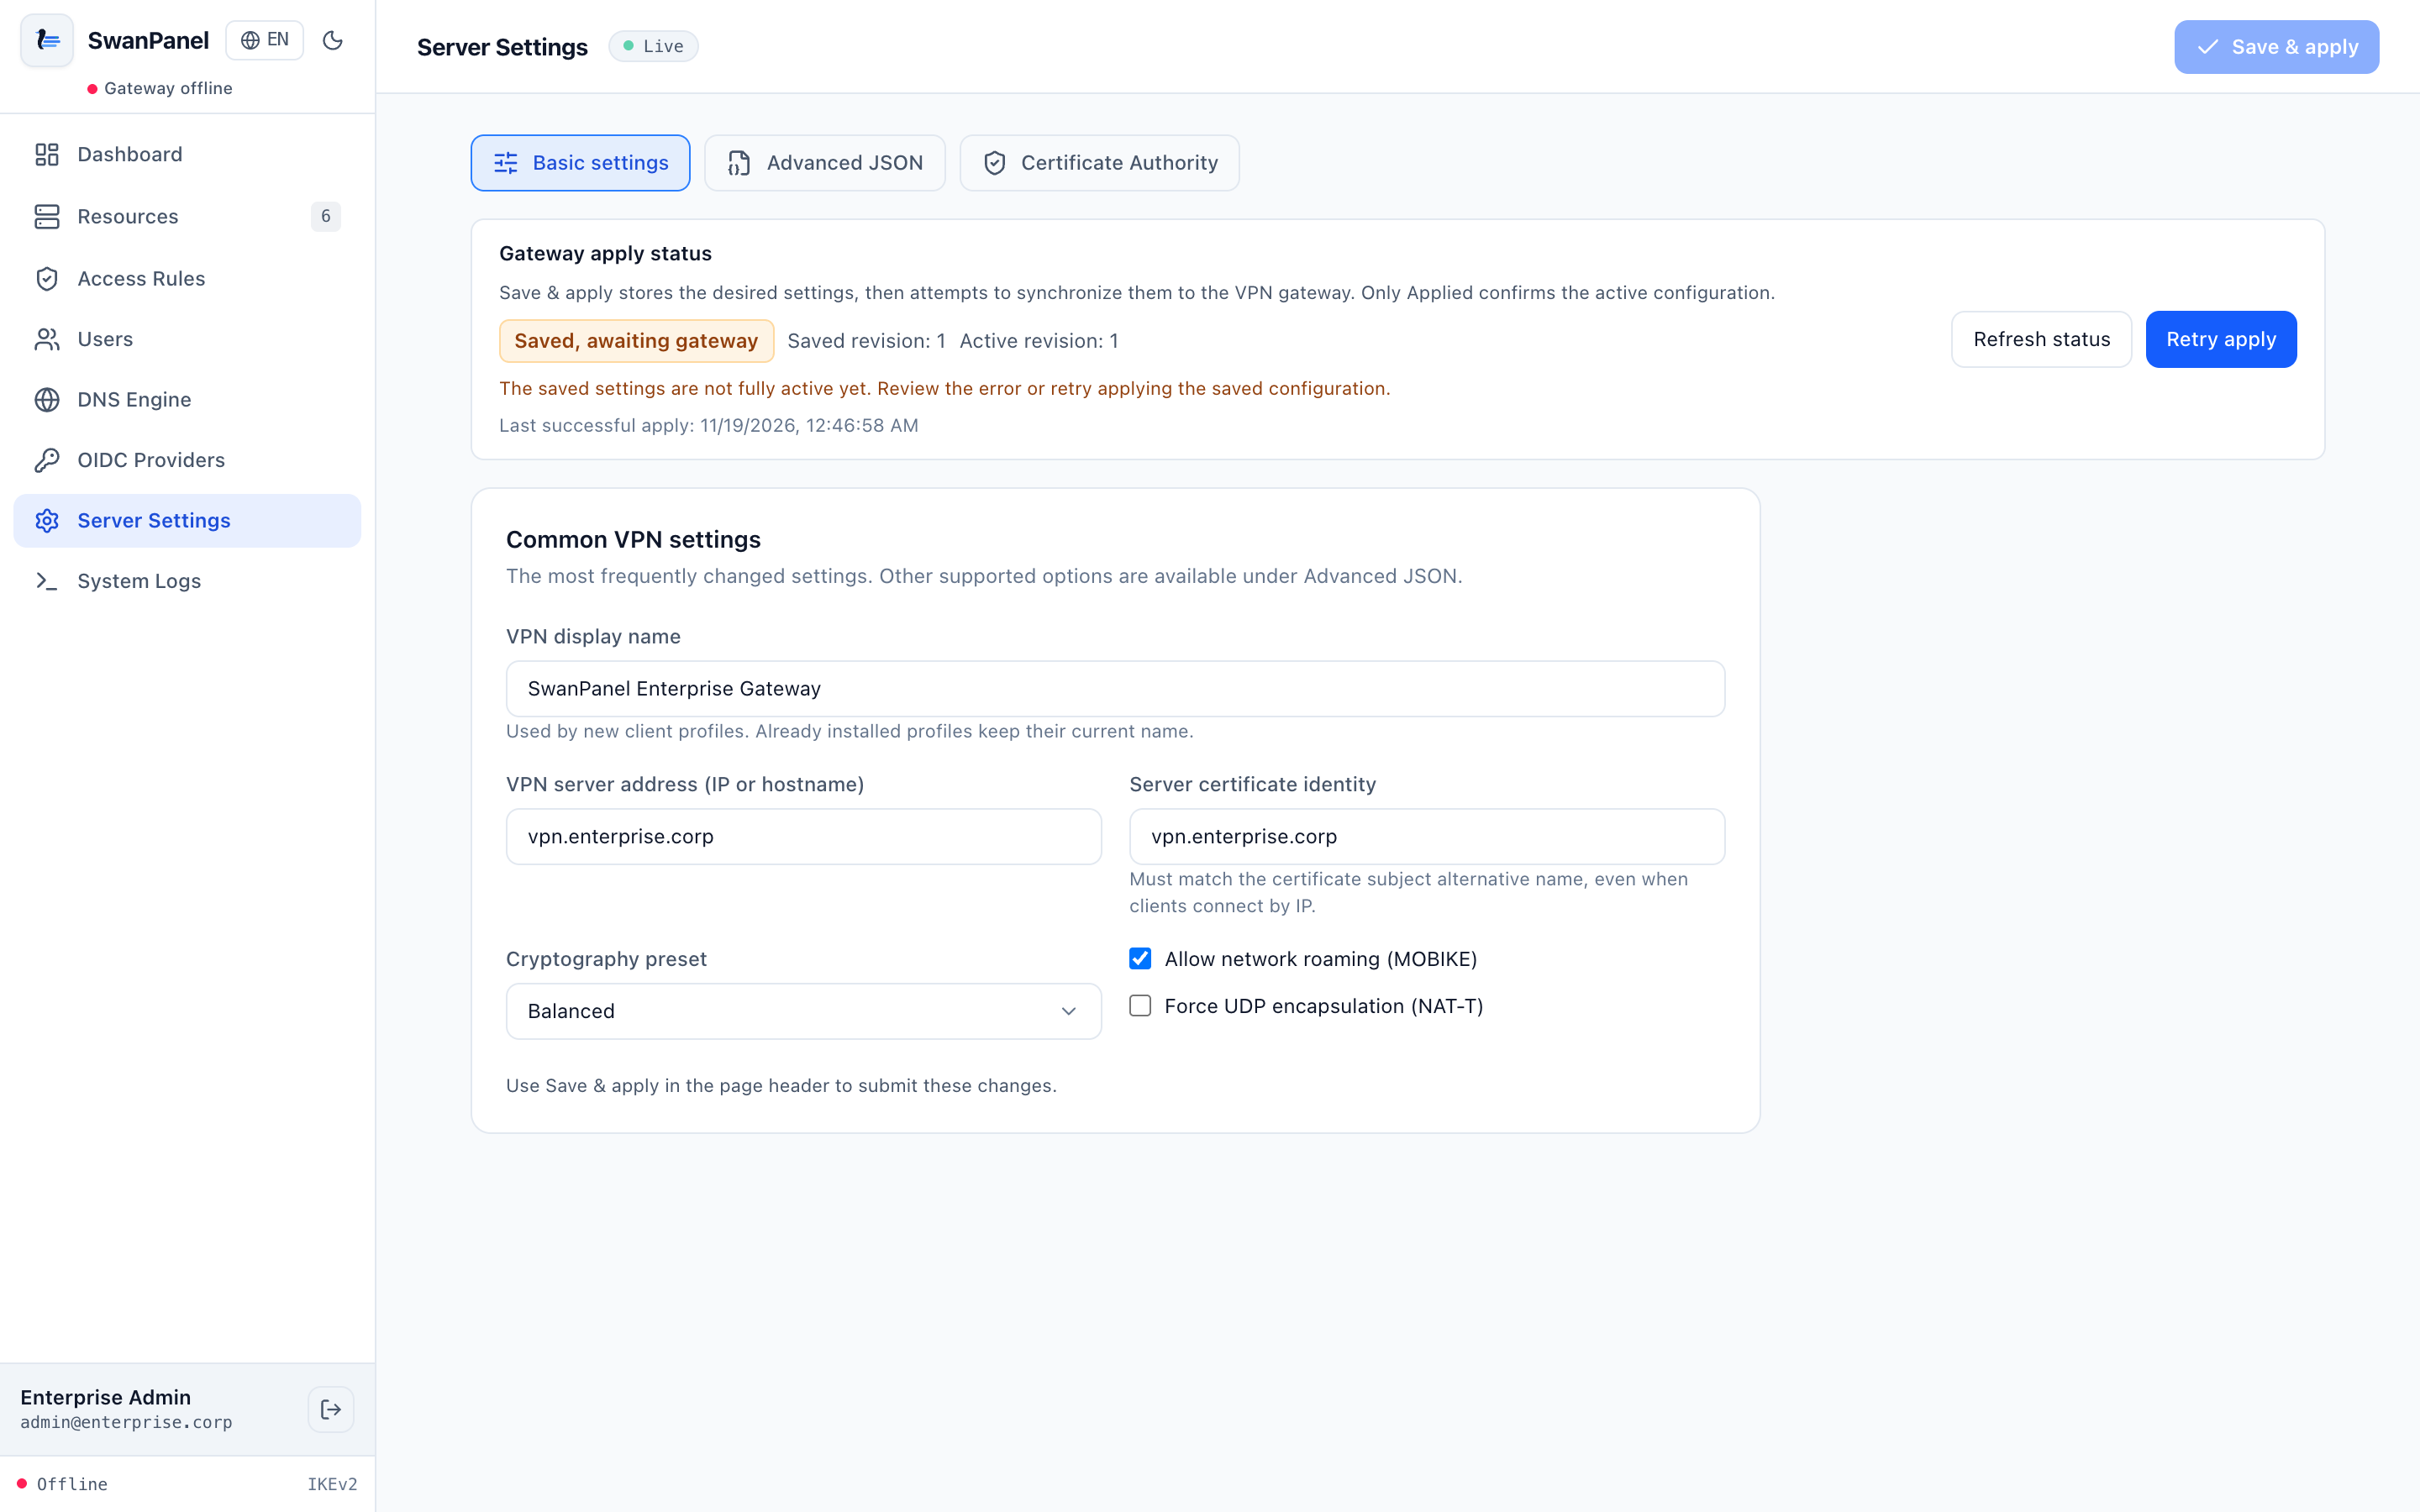 SwanPanel
EN
Gateway offline
Dashboard
Resources
6
Access Rules
Users
DNS Engine
OIDC Providers
Server Settings
System Logs
Enterprise Admin
admin@enterprise.corp
Offline
IKEv2
Server Settings
Live
Save & apply
Basic settings
Advanced JSON
Certificate Authority
Gateway apply status
Save & apply stores the desired settings, then attempts to synchronize them to the VPN gateway. Only Applied confirms the active configuration.
Saved, awaiting gateway
Saved revision: 1
Active revision: 1
The saved settings are not fully active yet. Review the error or retry applying the saved configuration.
Last successful apply: 11/19/2026, 12:46:58 AM
Refresh status
Retry apply
Common VPN settings
The most frequently changed settings. Other supported options are available under Advanced JSON.
VPN display name
SwanPanel Enterprise Gateway
Used by new client profiles. Already installed profiles keep their current name.
VPN server address (IP or hostname)
vpn.enterprise.corp
Server certificate identity
vpn.enterprise.corp
Must match the certificate subject alternative name, even when
clients connect by IP.
Cryptography preset
Balanced
Allow network roaming (MOBIKE)
Force UDP encapsulation (NAT-T)
Use Save & apply in the page header to submit these changes.